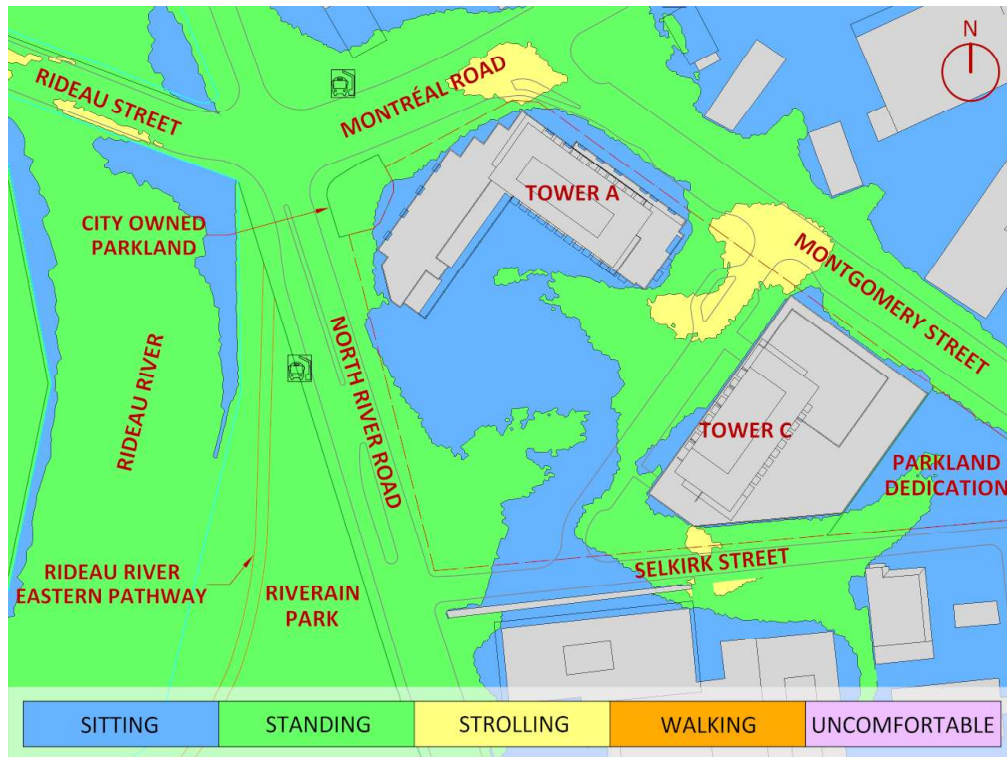 N
RIDEAU STREET
MONTRÉAL ROAD
TOWER A
CITY OWNED
PARKLAND
MONTGOMERY STREET
NORTH RIVER ROAD
RIDEAU RIVER
TOWER C
PARKLAND
DEDICATION
SELKIRK STREET
RIDEAU RIVER
EASTERN PATHWAY
RIVERAIN
PARK
SITTING
STANDING
STROLLING
WALKING
UNCOMFORTABLE